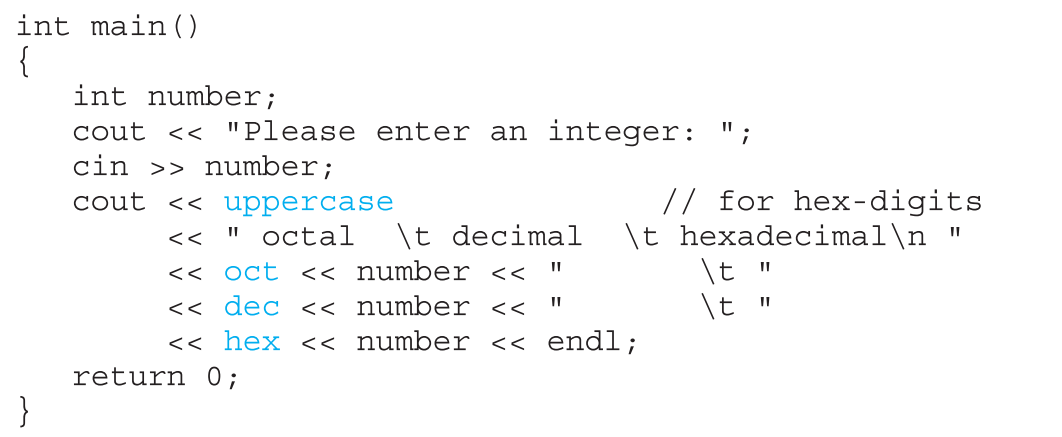 int main()
{
   int number;
   cout << "Please enter an integer: ";
   cin >> number;
   cout << uppercase              // for hex-digits
        << " octal  \t decimal  \t hexadecimal\n "
        << oct << number << "       \t "
        << dec << number << "       \t "
        << hex << number << endl;
   return 0;
}